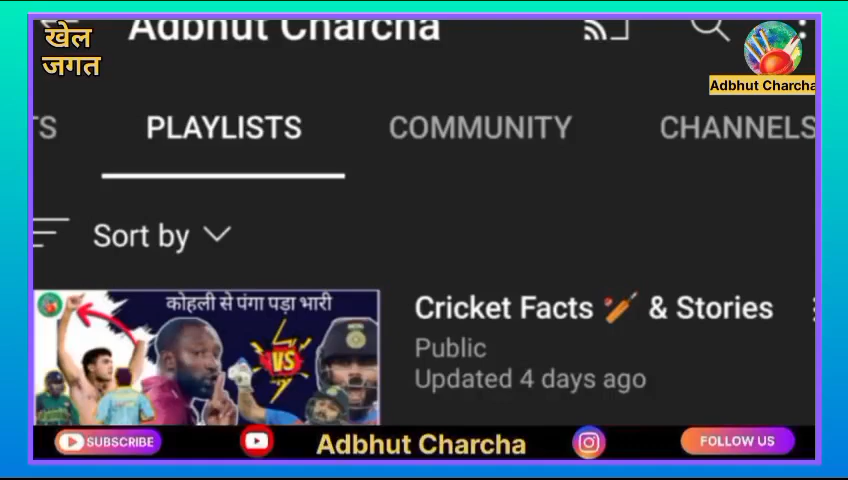 खेल
जगत
Adbhut Charcha
Adbhut Charcha
TS
PLAYLISTS
COMMUNITY
CHANNELS
Sort by
कोहली से पंगा पड़ा भारी
VS
Cricket Facts 🏏 & Stories
Public
Updated 4 days ago
SUBSCRIBE
Adbhut Charcha
FOLLOW US